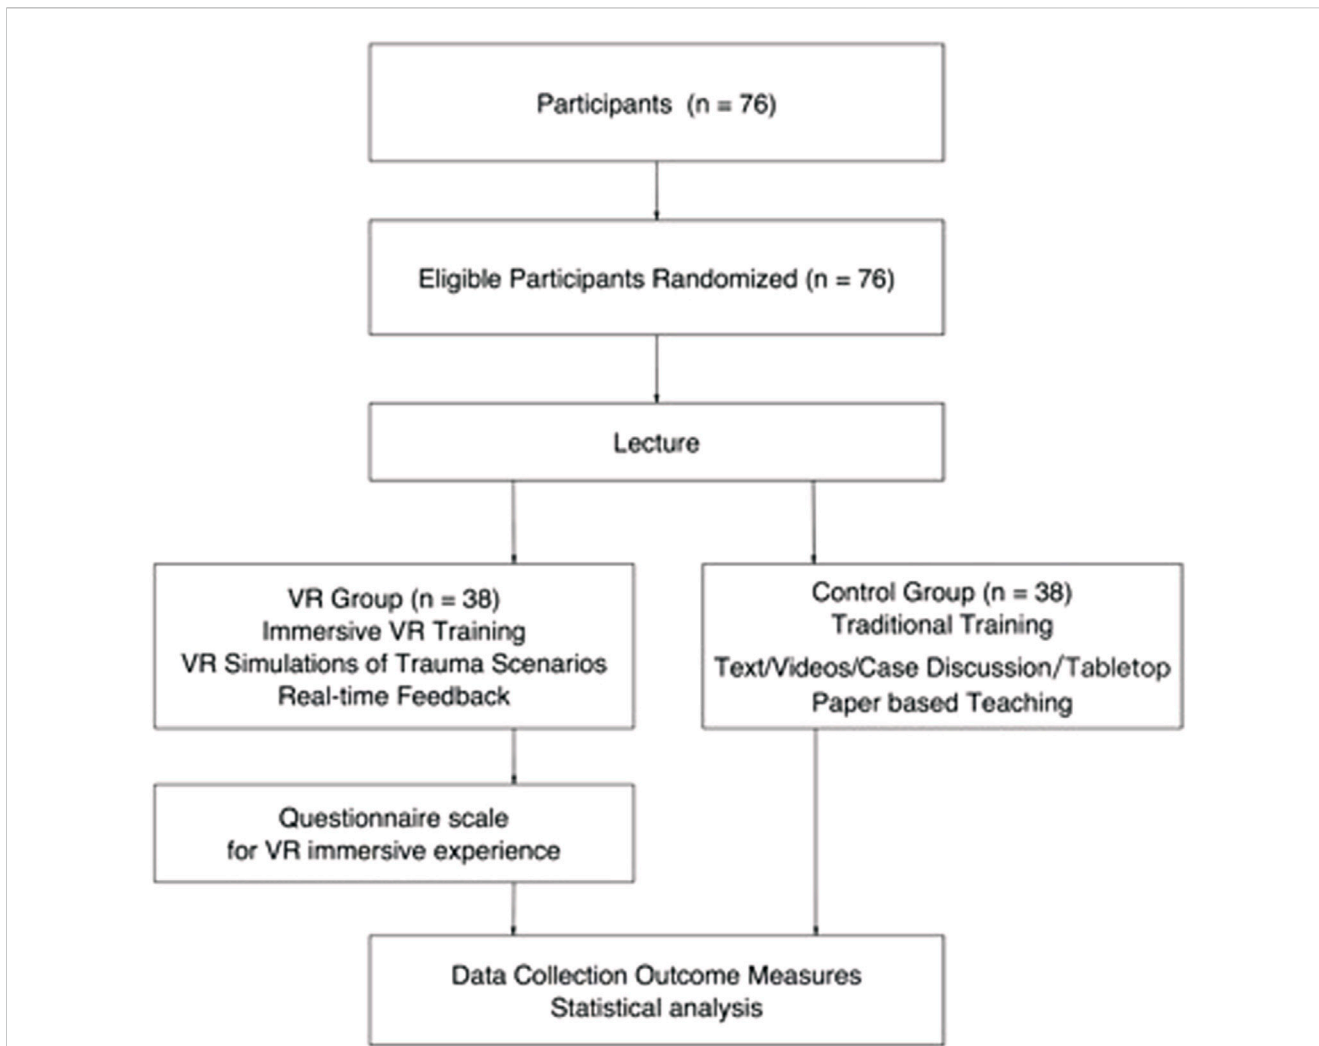 Participants (n = 76)
Eligible Participants Randomized (n = 76)
Lecture
VR Group (n = 38)
Immersive VR Training
VR Simulations of Trauma Scenarios
Real-time Feedback
Control Group (n = 38)
Traditional Training
Text/Videos/Case Discussion/Tabletop
Paper based Teaching
Questionnaire scale
for VR immersive experience
Data Collection Outcome Measures
Statistical analysis